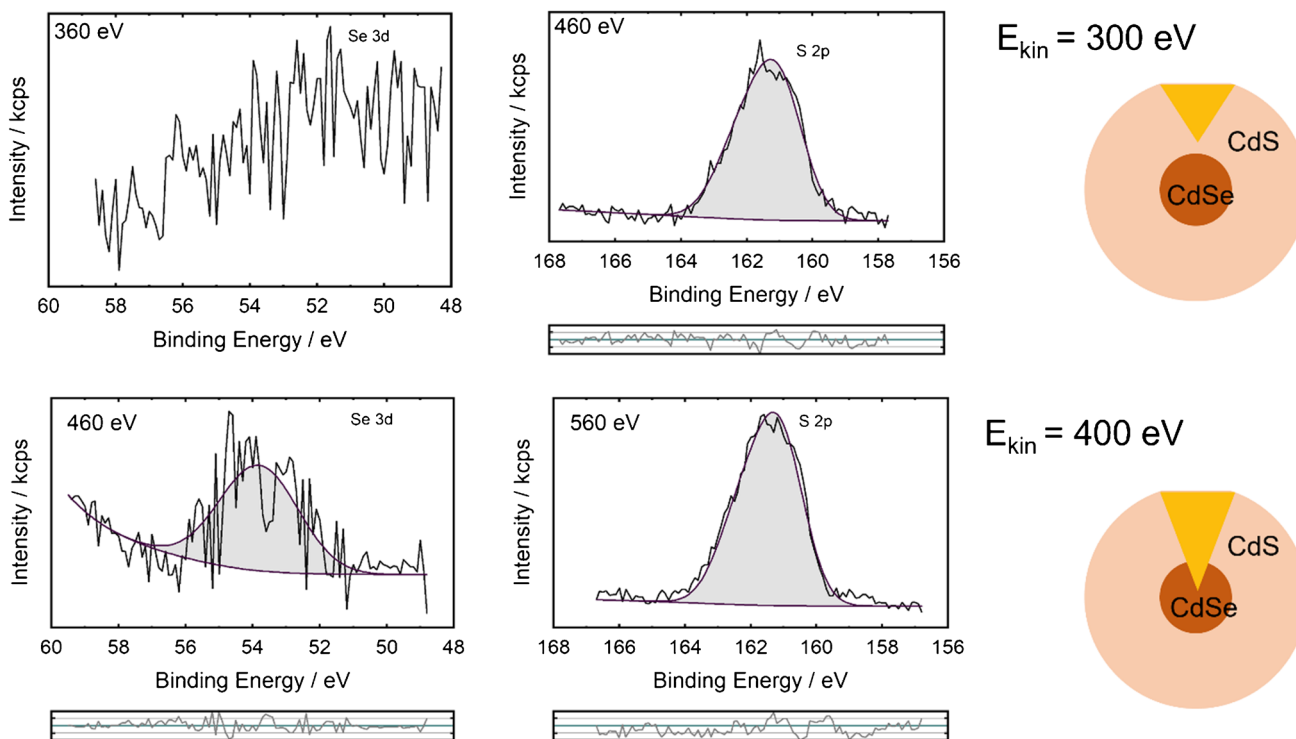 360 eV
Se 3d
Intensity / kcps
60 58 56 54 52 50 48
Binding Energy / eV
460 eV
S 2p
Intensity / kcps
168 166 164 162 160 158 156
Binding Energy / eV
E_kin = 300 eV
CdS
CdSe
460 eV
Se 3d
Intensity / kcps
60 58 56 54 52 50 48
Binding Energy / eV
560 eV
S 2p
Intensity / kcps
168 166 164 162 160 158 156
Binding Energy / eV
E_kin = 400 eV
CdS
CdSe